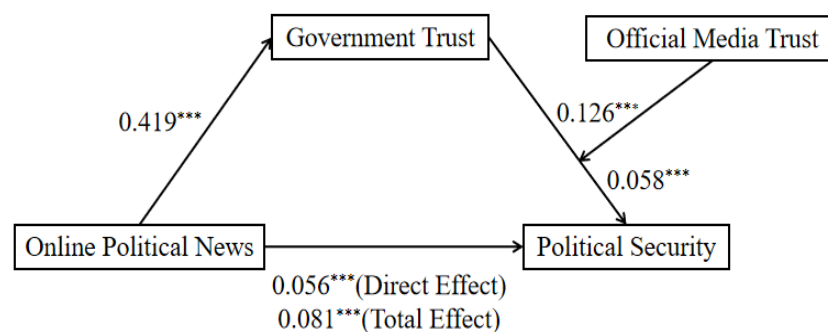 Government Trust
Official Media Trust
0.419***
0.126***
0.058***
Online Political News
Political Security
0.056***(Direct Effect)
0.081***(Total Effect)